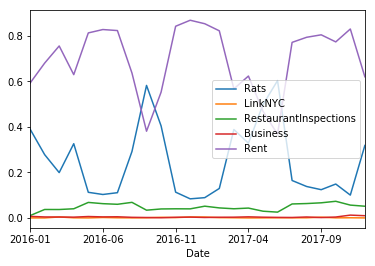 0.8
0.6
0.4
0.2
0.0
Rats
LinkNYC
RestaurantInspections
Business
Rent
2016-01
2016-06
2016-11
2017-04
2017-09
Date